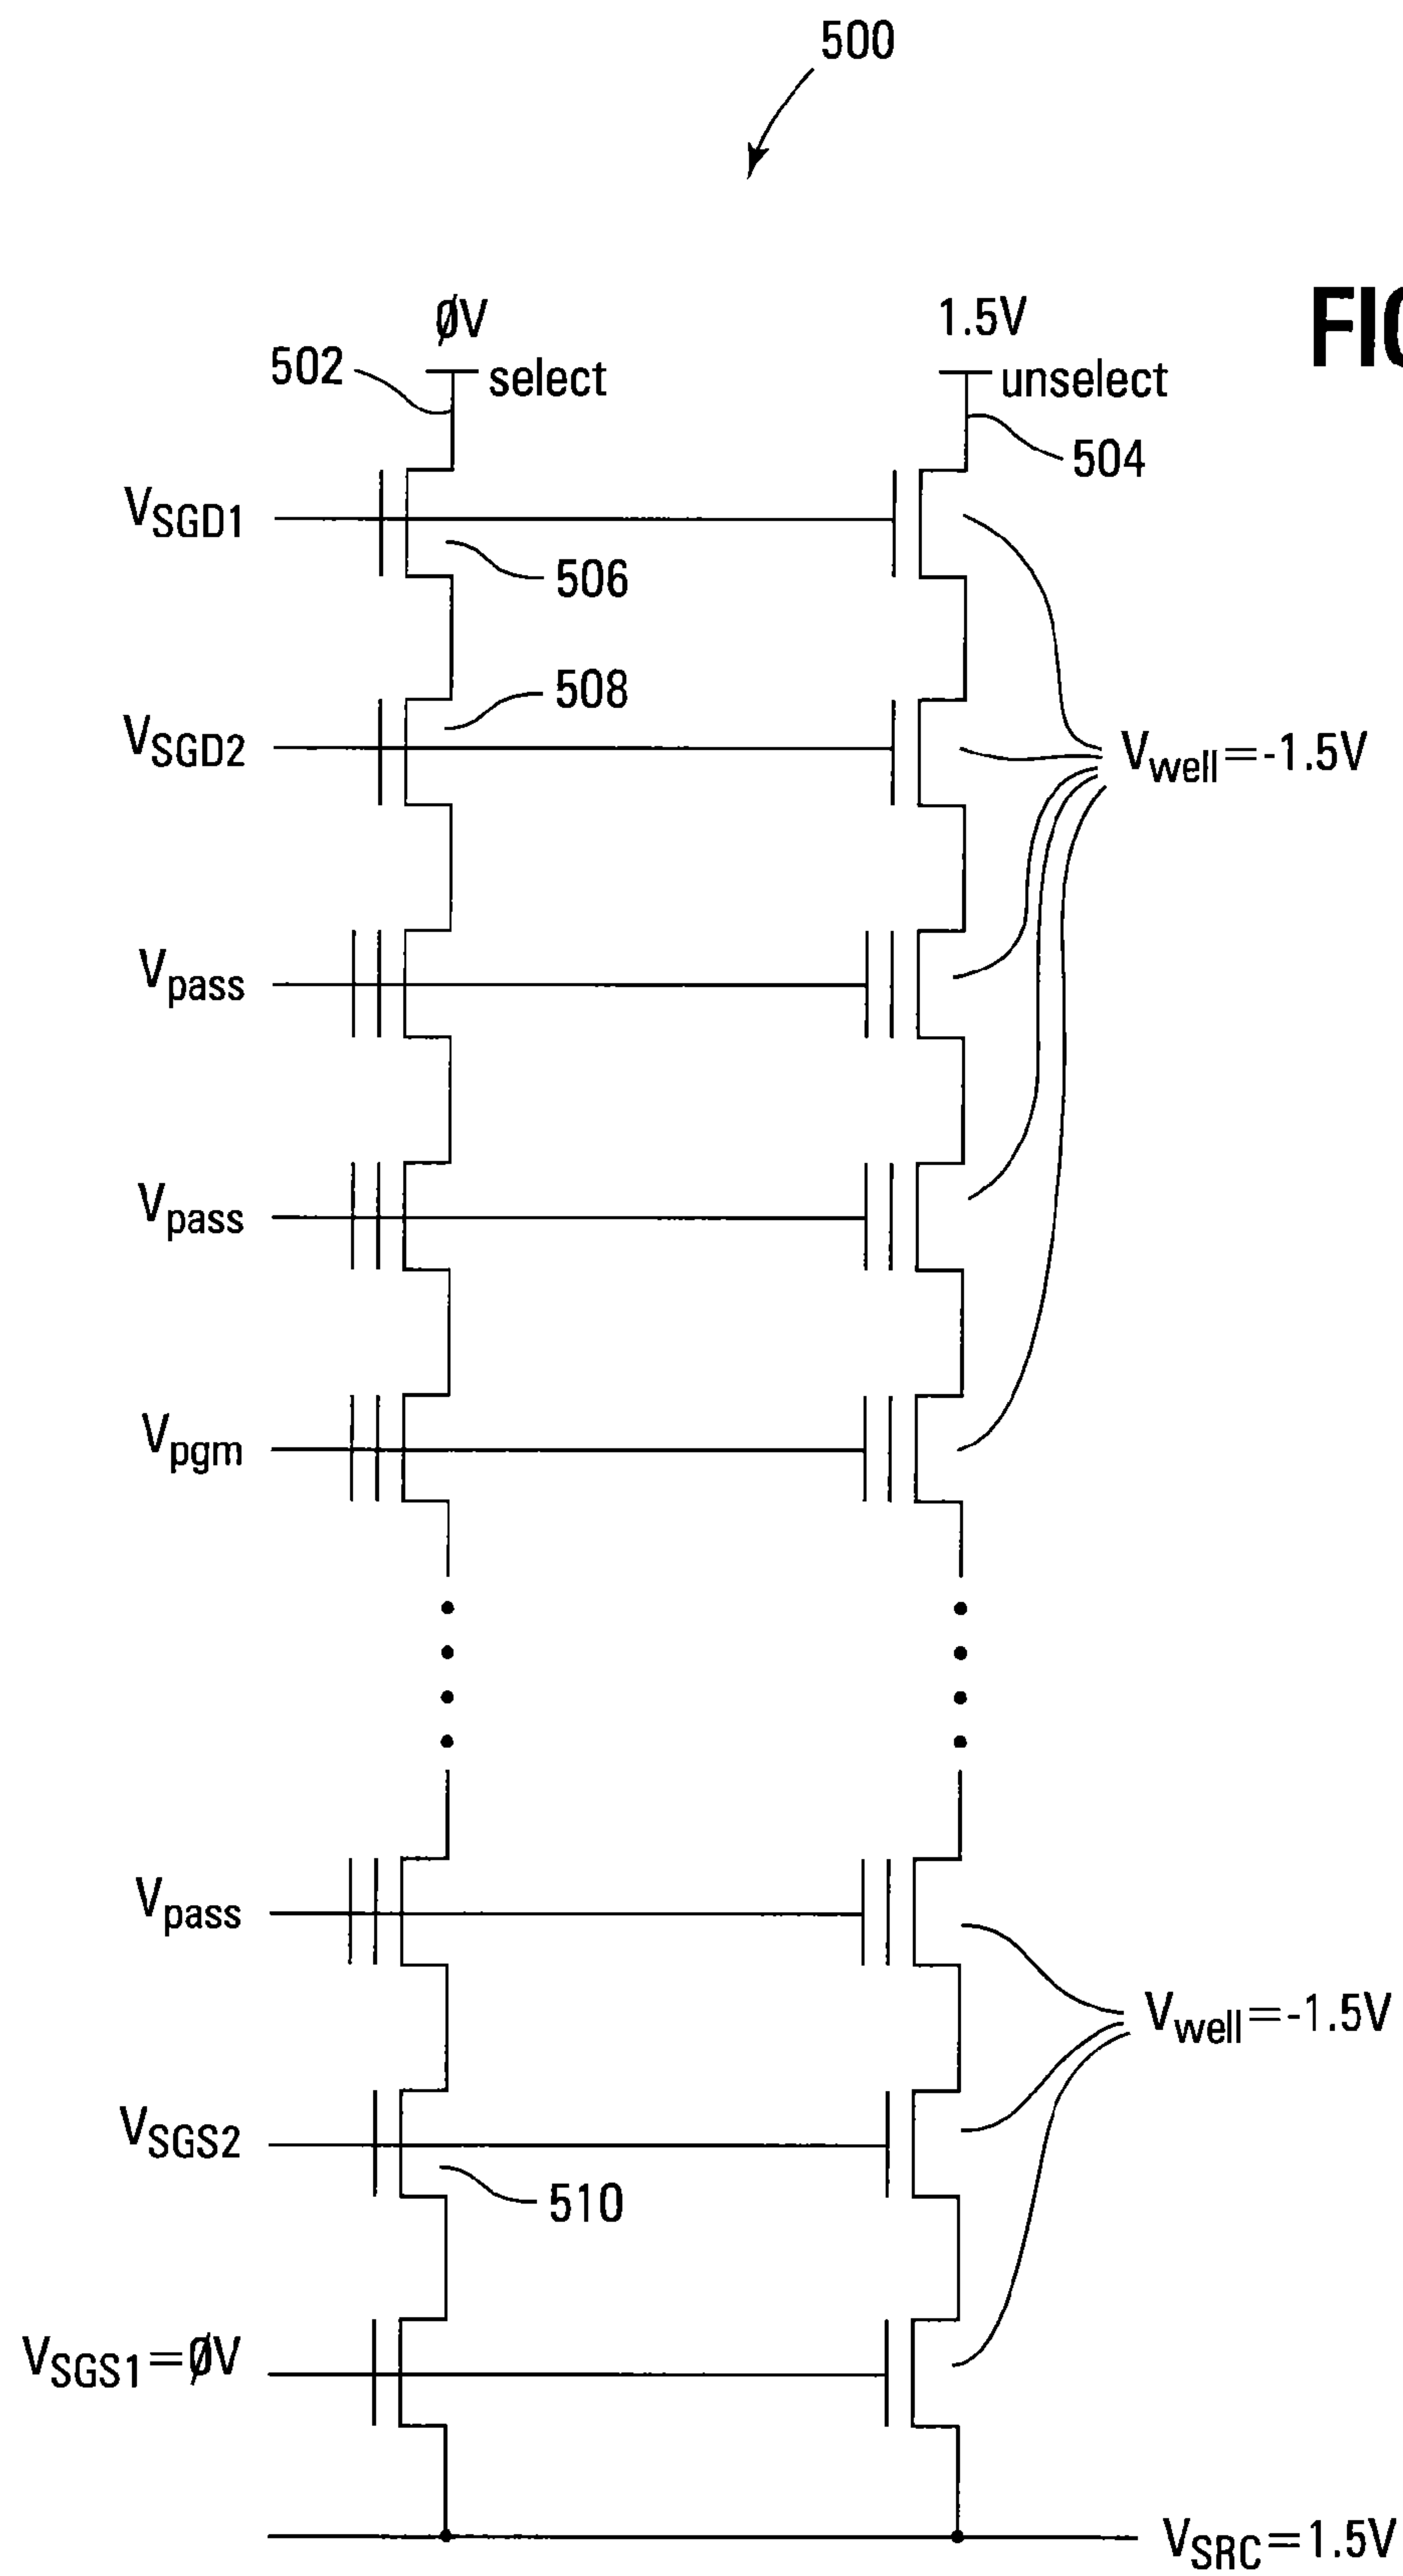 500
FIG
ØV
1.5V
502
select
unselect
504
VSGD1
506
508
VSGD2
Vwell=-1.5V
Vpass
Vpass
Vpgm
Vpass
Vwell=-1.5V
VSGS2
510
VSGS1=ØV
VSRC=1.5V